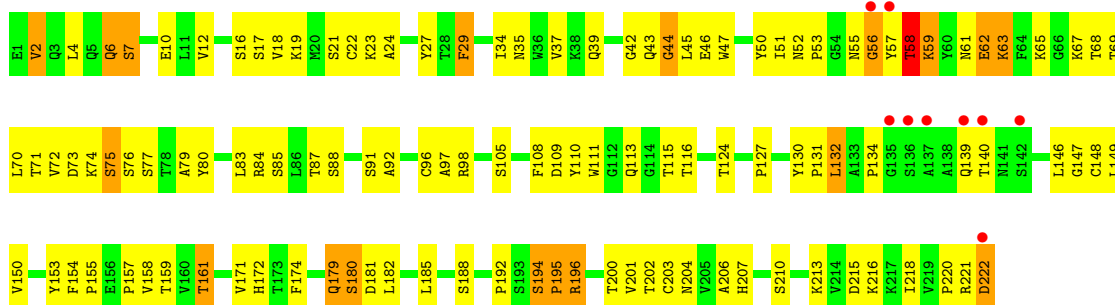 E1 V2 Q3 L4 Q5 Q6 S7 E10 L11 V12 S16 S17 V18 K19 M20 S21 C22 K23 A24 Y27 T28 F29 I34 N35 W36 V37 K38 Q39 G42 Q43 G44 L45 E46 W47 Y50 I51 N52 P53 G54 N55 G56 Y57 T58 K59 Y60 N61 E62 K63 F64 K65 G66 K67 T68 T69
L70 T71 V72 D73 K74 S75 S76 S77 T78 A79 Y80 L83 R84 S85 L86 T87 S88 S91 A92 C96 A97 R98 S105 F108 D109 Y110 W111 G112 Q113 G114 T115 T116 T124 P127 Y130 P131 L132 A133 P134 G135 S136 A137 A138 Q139 T140 N141 S142 L146 G147 C148 L149
V150 Y153 F154 P155 E156 P157 V158 T159 V160 T161 V171 H172 T173 F174 Q179 S180 D181 L182 L185 S188 P192 S193 S194 P195 R196 T200 V201 T202 C203 N204 V205 A206 H207 S210 K213 V214 D215 K216 K217 I218 V219 P220 R221 D222